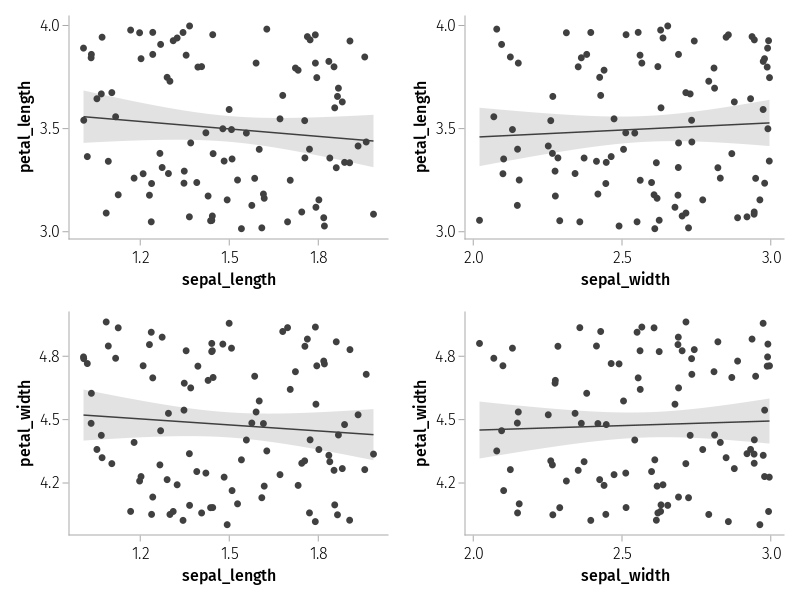 4.0
3.5
3.0
petal_length
1.2 1.5 1.8
sepal_length
4.0
3.5
3.0
petal_length
2.0 2.5 3.0
sepal_width
4.8
4.5
4.2
petal_width
1.2 1.5 1.8
sepal_length
4.8
4.5
4.2
petal_width
2.0 2.5 3.0
sepal_width